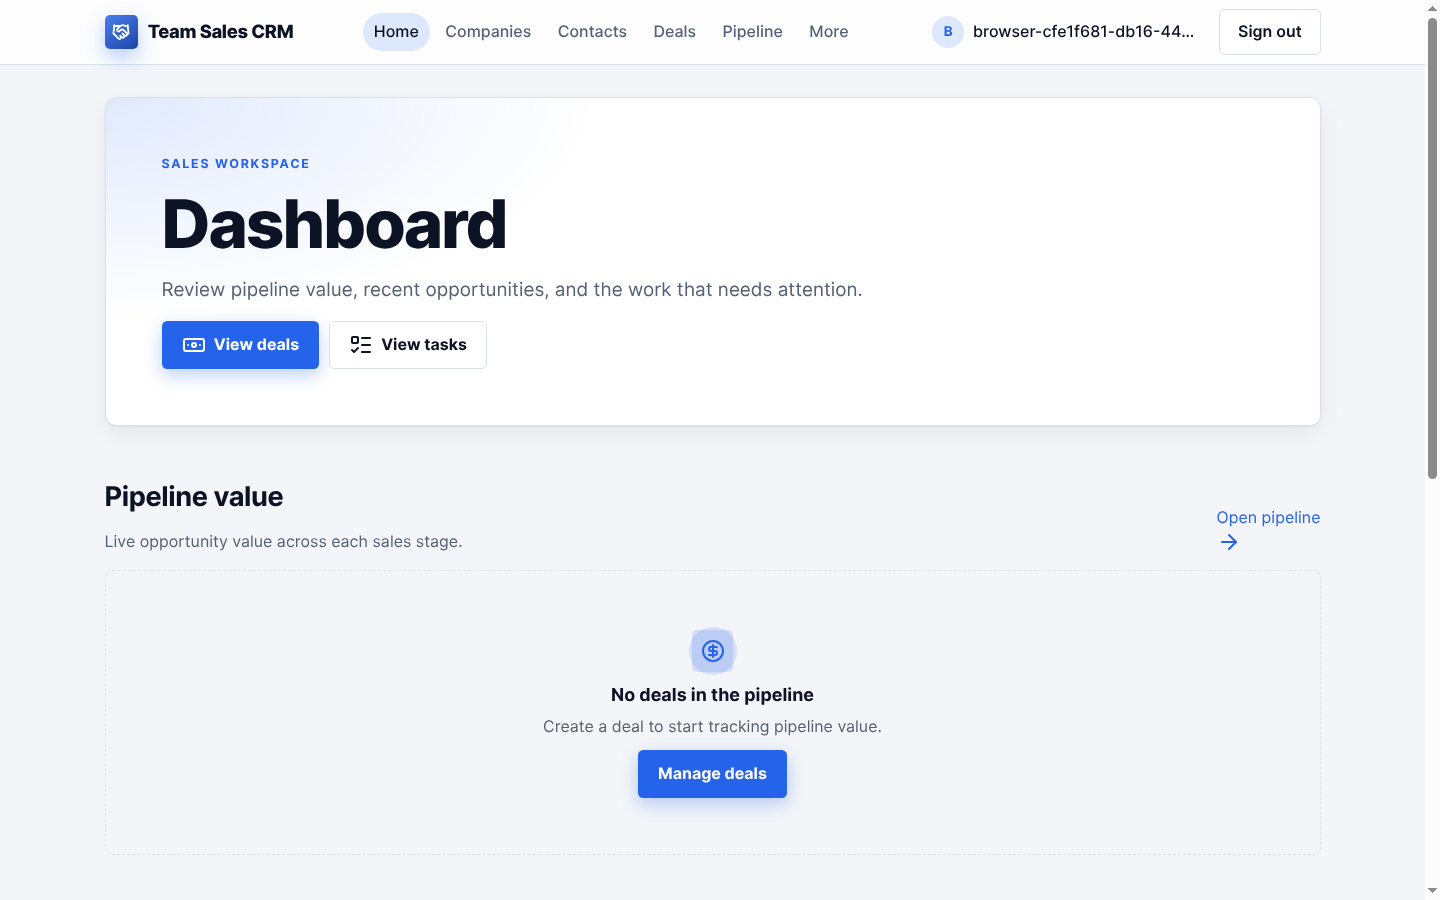 Team Sales CRM
Home
Companies
Contacts
Deals
Pipeline
More
B
browser-cfe1f681-db16-44...
Sign out
SALES WORKSPACE
Dashboard
Review pipeline value, recent opportunities, and the work that needs attention.
View deals
View tasks
Pipeline value
Live opportunity value across each sales stage.
Open pipeline
No deals in the pipeline
Create a deal to start tracking pipeline value.
Manage deals